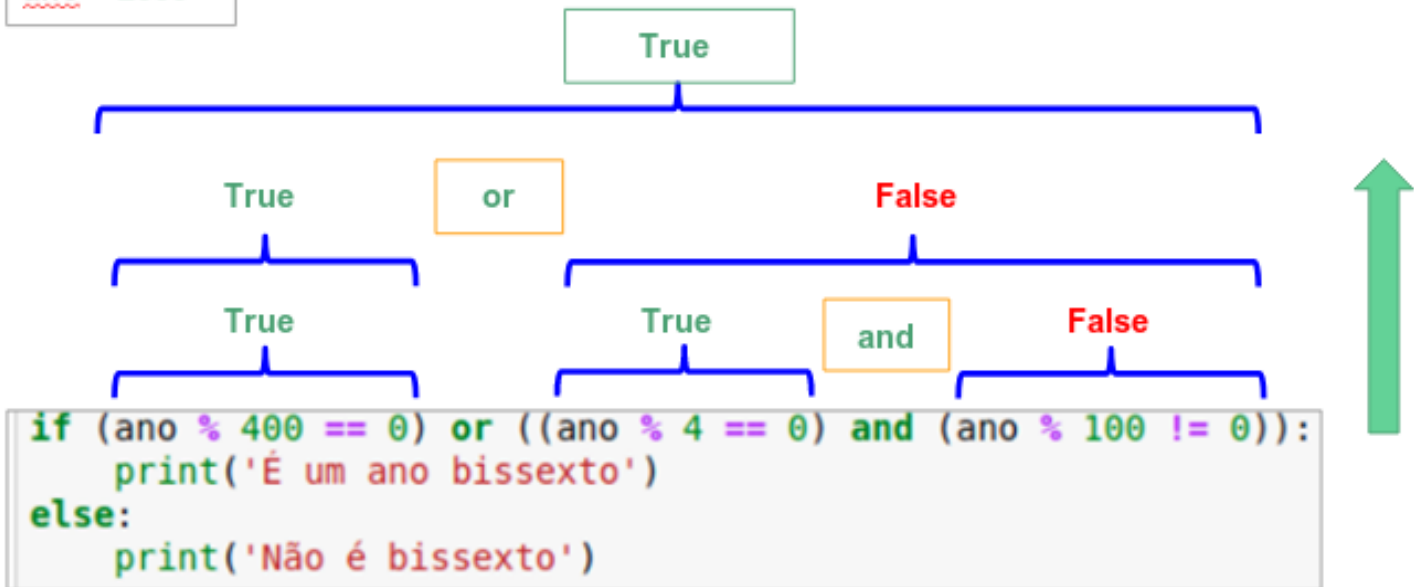 True
True or False
True True and False
if (ano % 400 == 0) or ((ano % 4 == 0) and (ano % 100 != 0)):
print('É um ano bissexto')
else:
print('Não é bissexto')